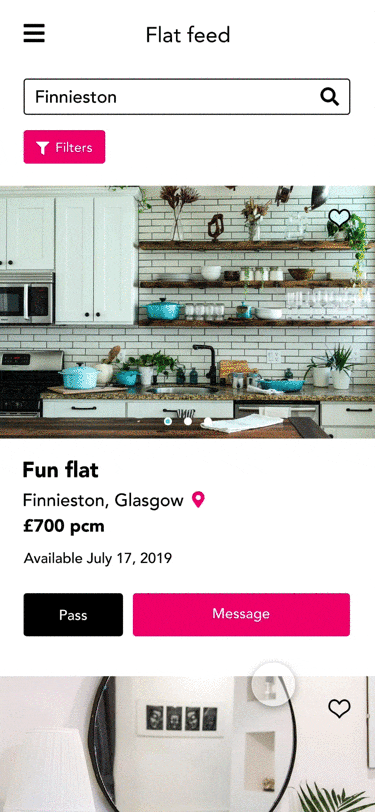 Flat feed
Finnieston
Filters
Fun flat
Finnieston, Glasgow
£700 pcm
Available July 17, 2019
Pass
Message